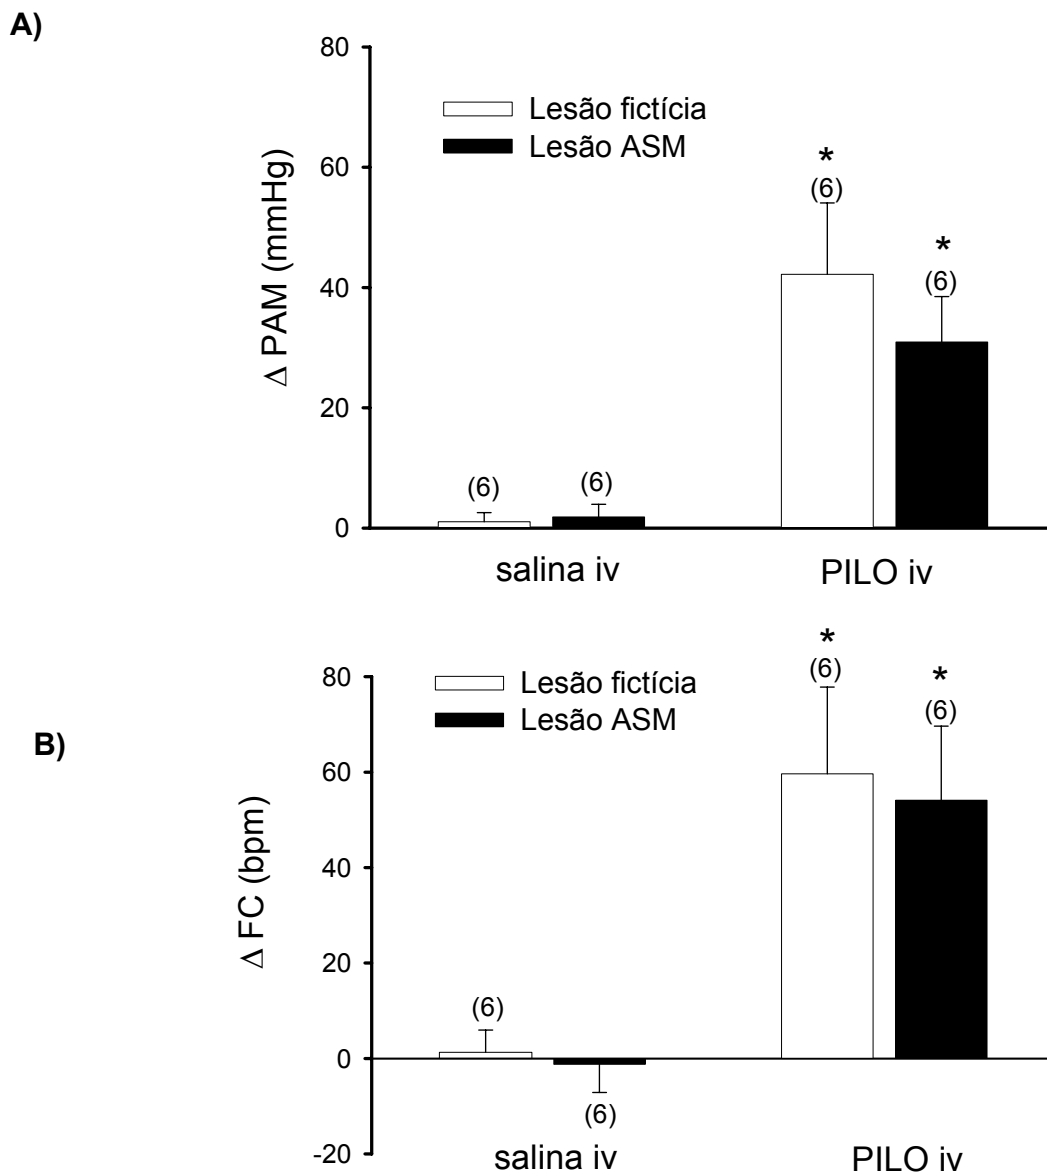 A)
80
60
40
20
0
Δ PAM (mmHg)
Lesão fictícia
Lesão ASM
*
(6)
*
(6)
(6)
(6)
salina iv
PILO iv
B)
80
60
40
20
0
-20
Δ FC (bpm)
Lesão fictícia
Lesão ASM
*
(6)
*
(6)
(6)
(6)
salina iv
PILO iv